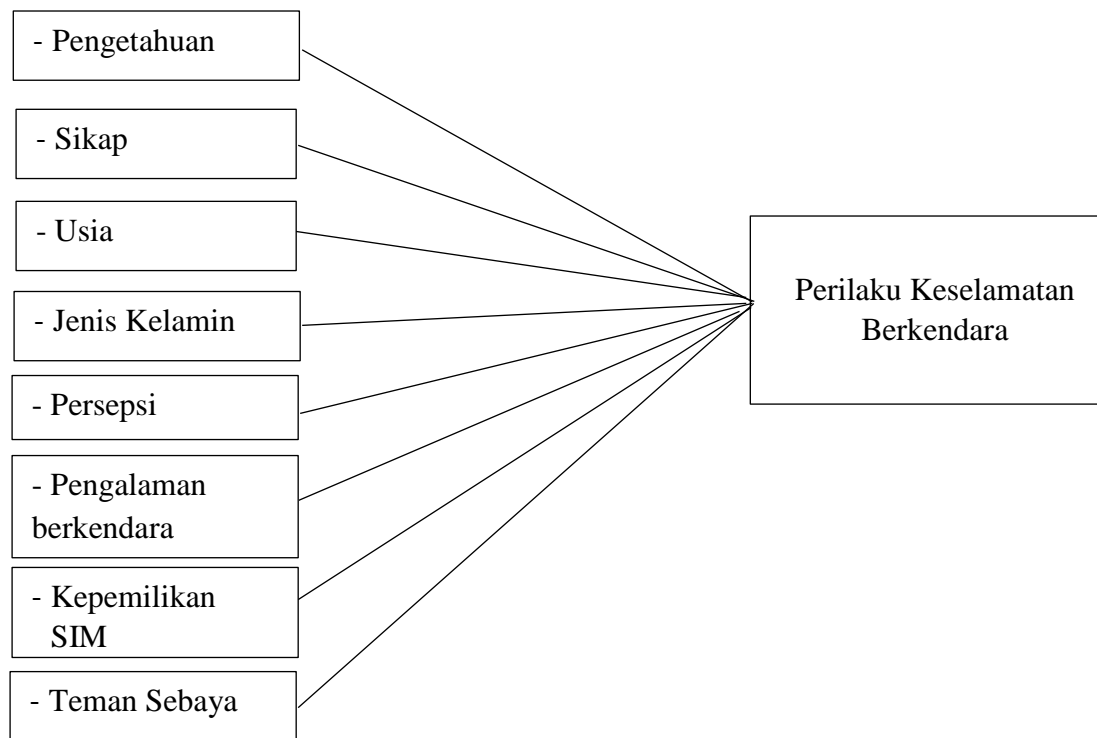 - Pengetahuan
- Sikap
- Usia
- Jenis Kelamin
- Persepsi
- Pengalaman
berkendara
- Kepemilikan
SIM
- Teman Sebaya
Perilaku Keselamatan
Berkendara